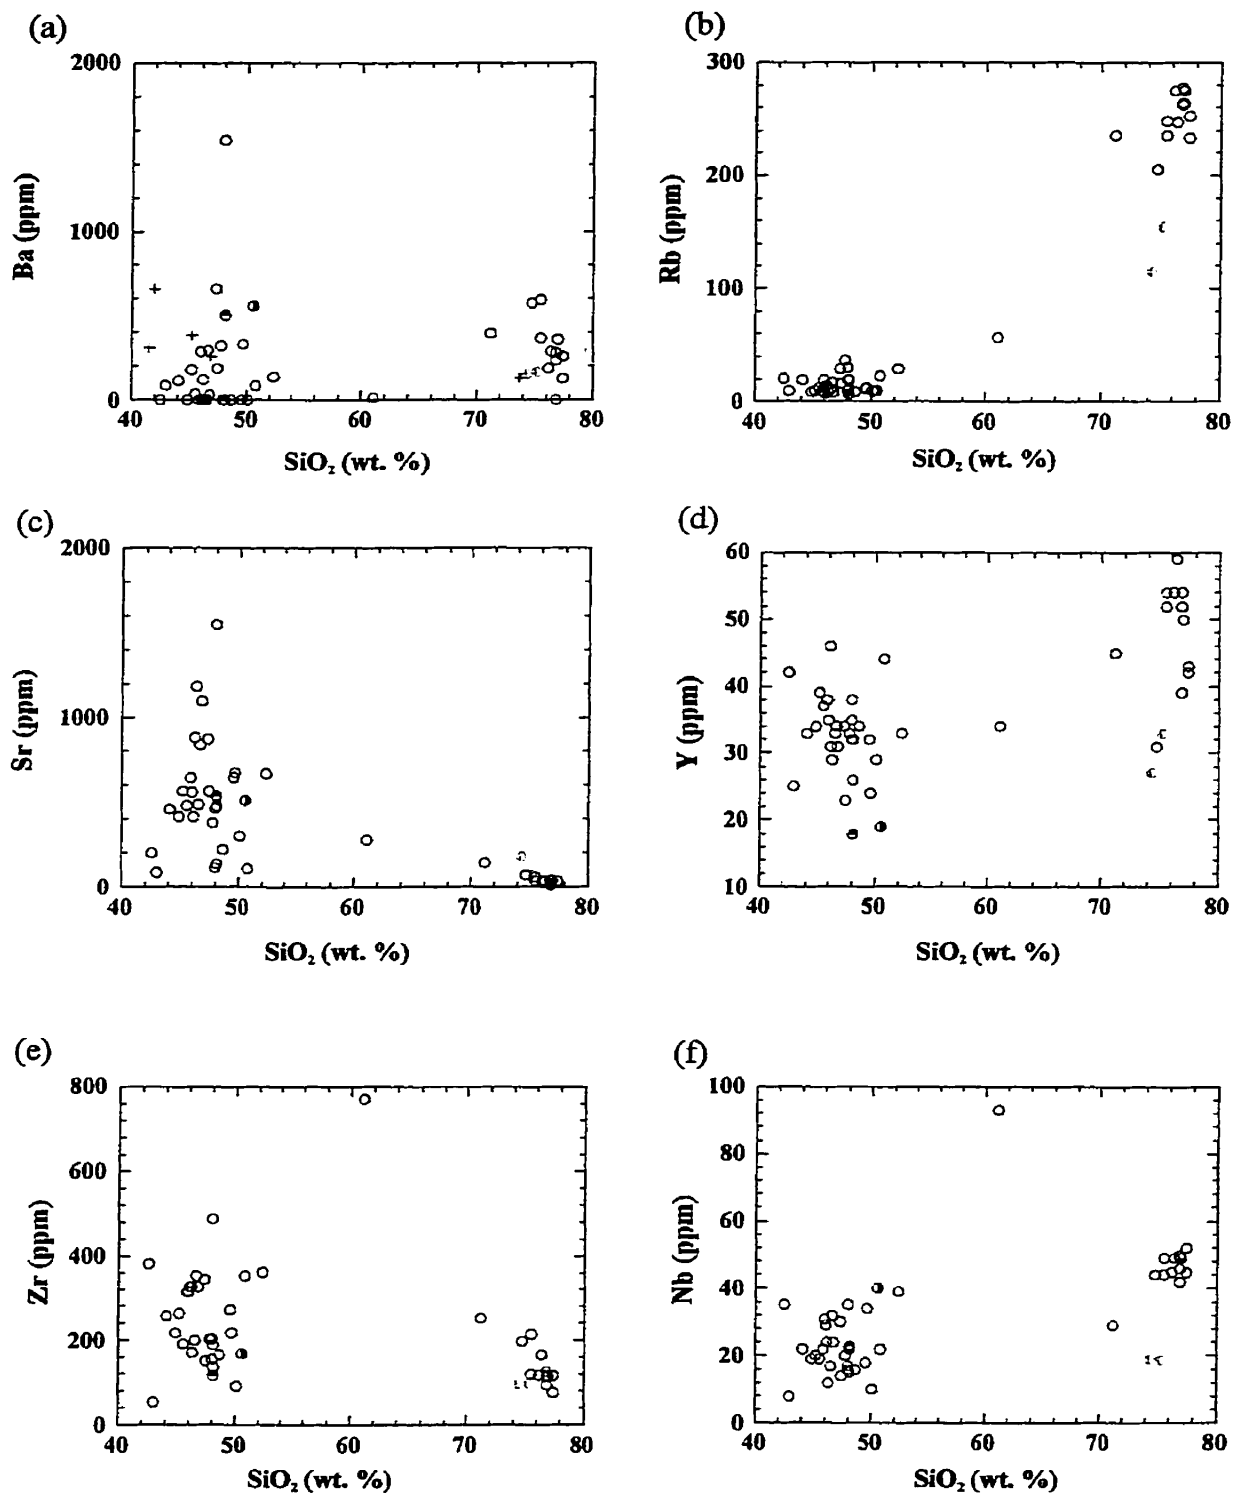 (a)
2000
1000
0
Ba (ppm)
40 50 60 70 80
SiO₂ (wt. %)
(b)
300
200
100
0
Rb (ppm)
40 50 60 70 80
SiO₂ (wt. %)
(c)
2000
1000
0
Sr (ppm)
40 50 60 70 80
SiO₂ (wt. %)
(d)
60
50
40
30
20
10
Y (ppm)
40 50 60 70 80
SiO₂ (wt. %)
(e)
800
600
400
200
0
Zr (ppm)
40 50 60 70 80
SiO₂ (wt. %)
(f)
100
80
60
40
20
0
Nb (ppm)
40 50 60 70 80
SiO₂ (wt. %)